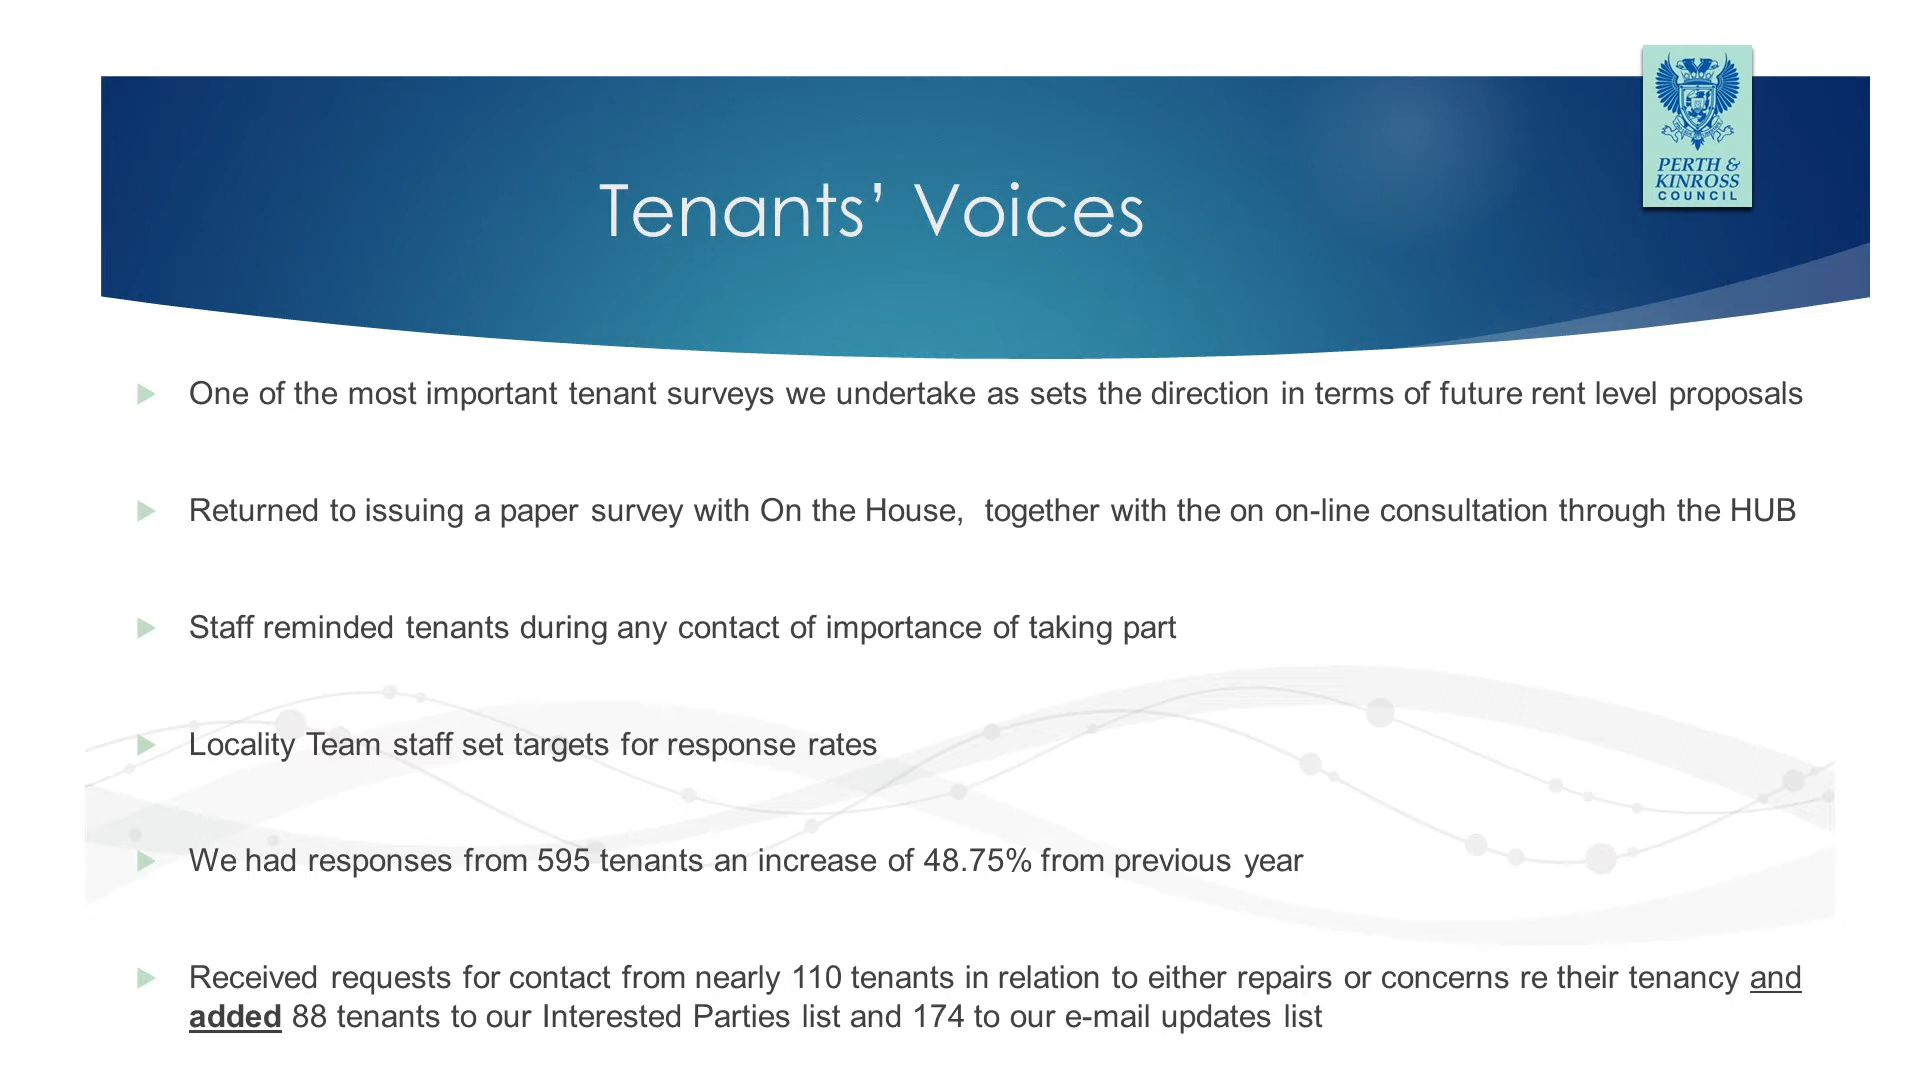 PERTH &
KINROSS
COUNCIL
Tenants’ Voices
One of the most important tenant surveys we undertake as sets the direction in terms of future rent level proposals
Returned to issuing a paper survey with On the House,  together with the on on-line consultation through the HUB
Staff reminded tenants during any contact of importance of taking part
Locality Team staff set targets for response rates
We had responses from 595 tenants an increase of 48.75% from previous year
Received requests for contact from nearly 110 tenants in relation to either repairs or concerns re their tenancy and
added 88 tenants to our Interested Parties list and 174 to our e-mail updates list